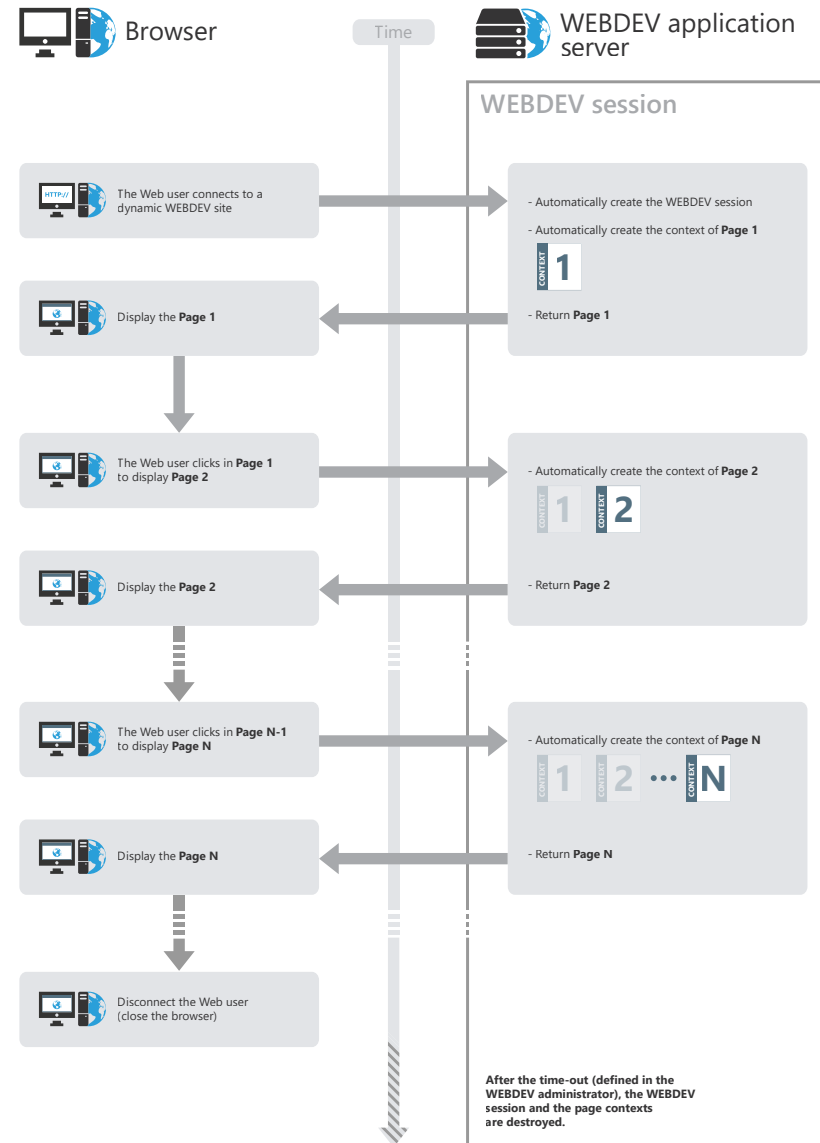 Browser
Time
WEBDEV application
server
WEBDEV session
HTTP://
The Web user connects to a
dynamic WEBDEV site
- Automatically create the WEBDEV session
- Automatically create the context of Page 1
CONTEXT
1
Display the Page 1
- Return Page 1
The Web user clicks in Page 1
to display Page 2
- Automatically create the context of Page 2
CONTEXT
1
CONTEXT
2
Display the Page 2
- Return Page 2
The Web user clicks in Page N-1
to display Page N
- Automatically create the context of Page N
CONTEXT
1
CONTEXT
2
•••
CONTEXT
N
Display the Page N
- Return Page N
Disconnect the Web user
(close the browser)
After the time-out (defined in the
WEBDEV administrator), the WEBDEV
session and the page contexts
are destroyed.